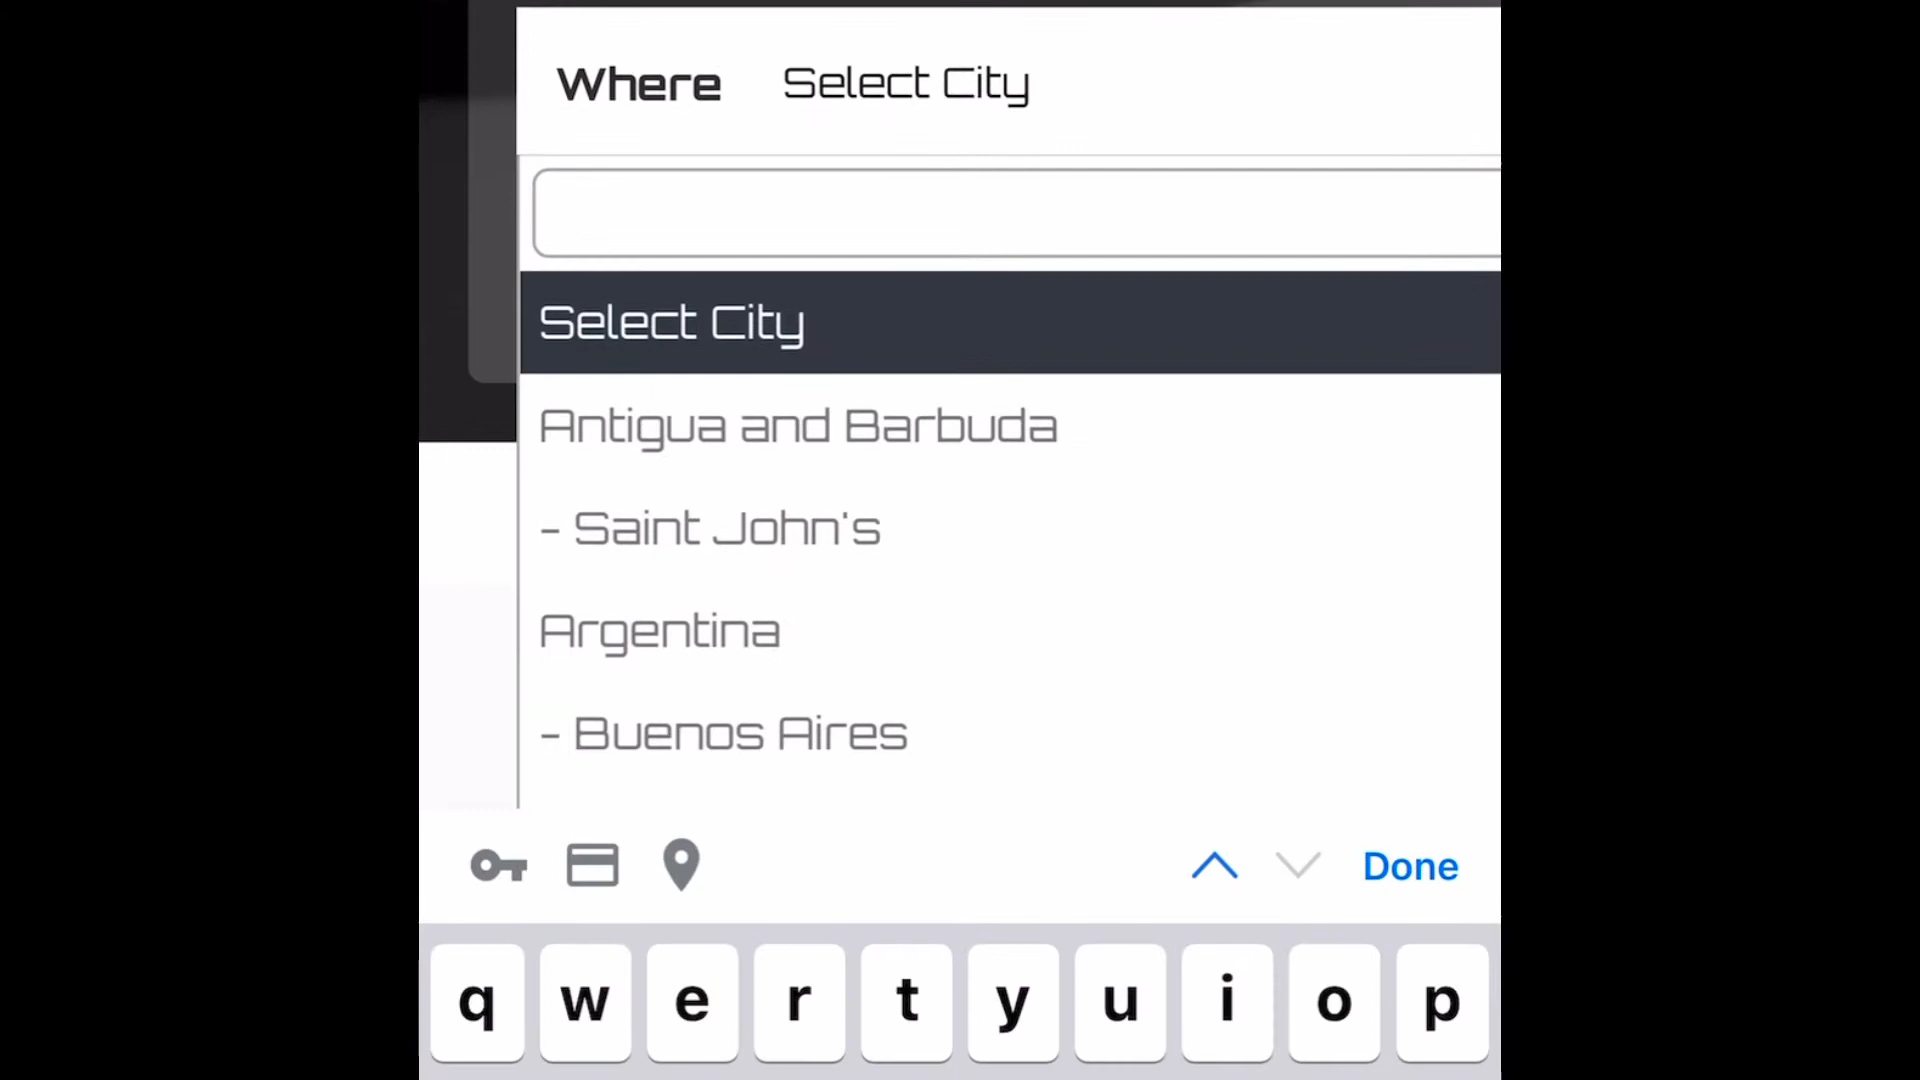 Where Select City
Select City
Antigua and Barbuda
- Saint John's
Argentina
- Buenos Aires
Done
q w e r t y u i o p